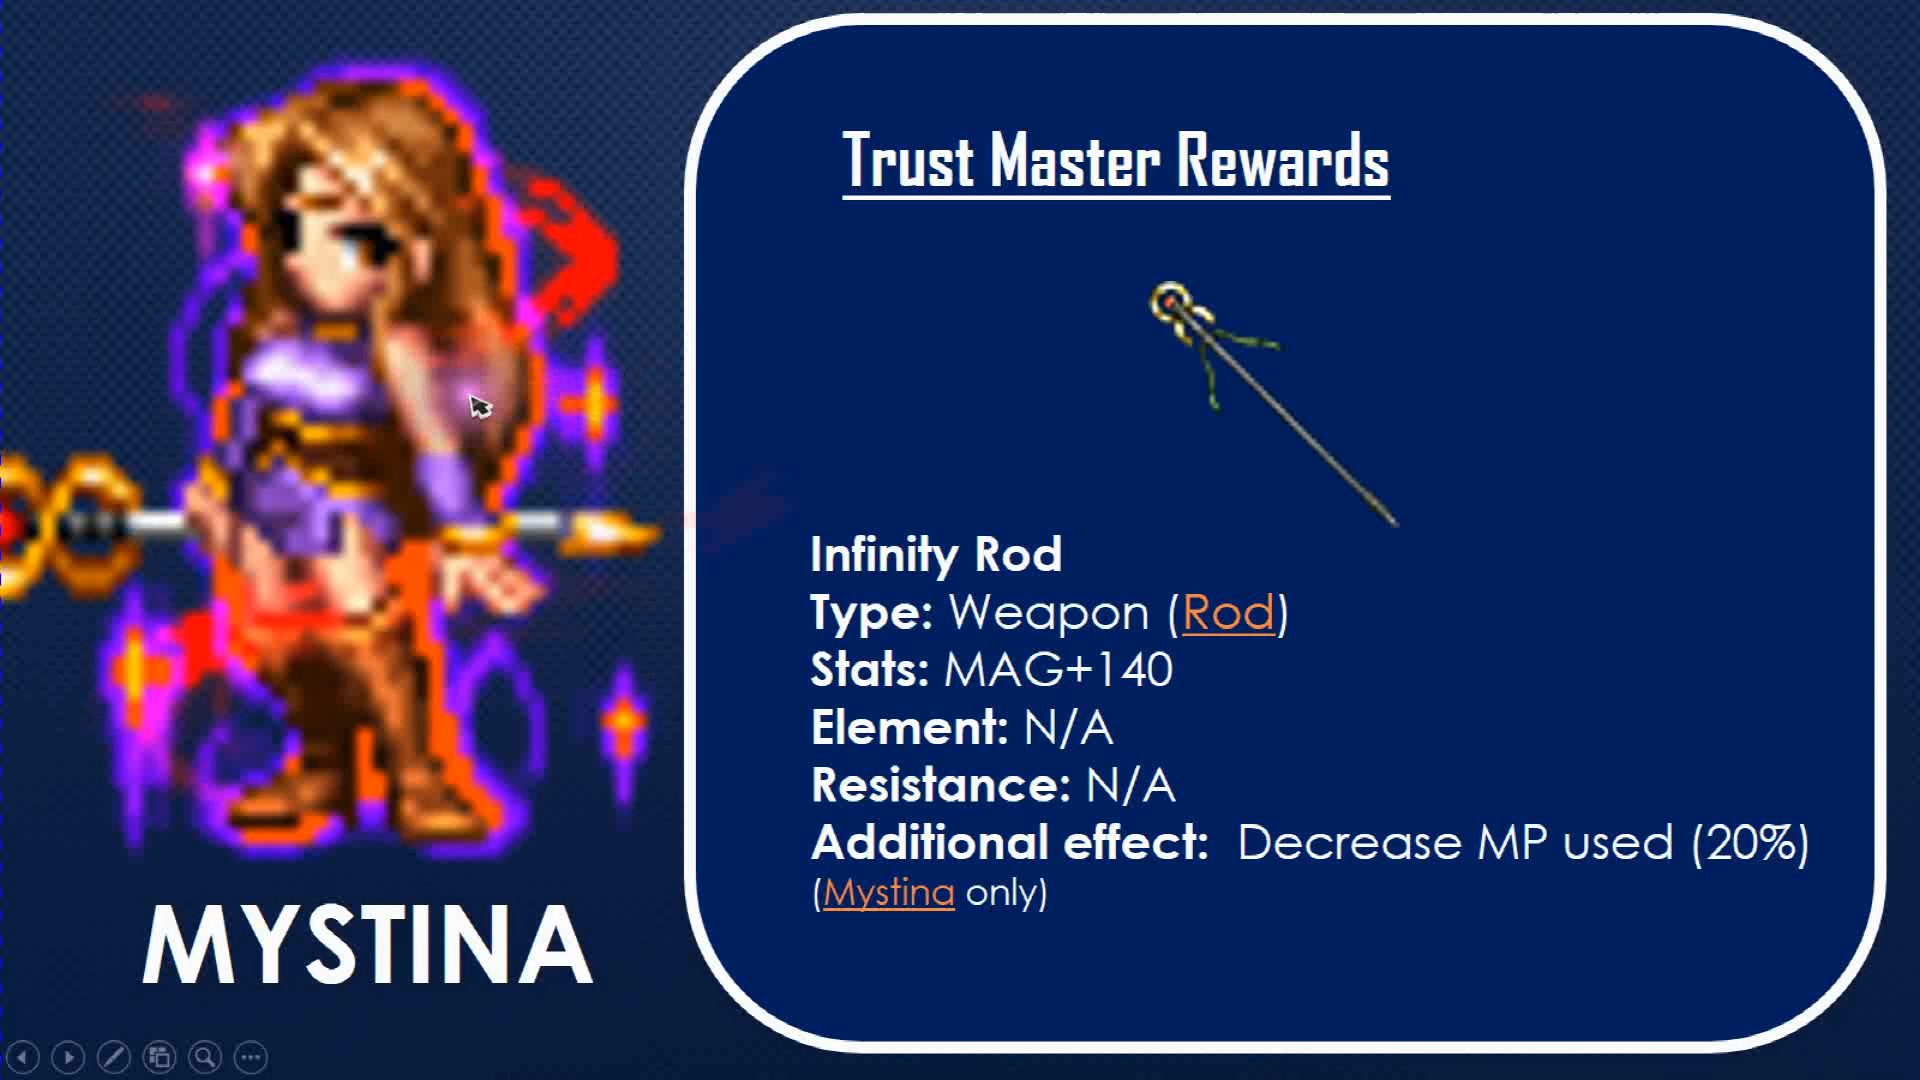 Trust Master Rewards
Infinity Rod
Type: Weapon (Rod)
Stats: MAG+140
Element: N/A
Resistance: N/A
Additional effect: Decrease MP used (20%)
(Mystina only)
MYSTINA